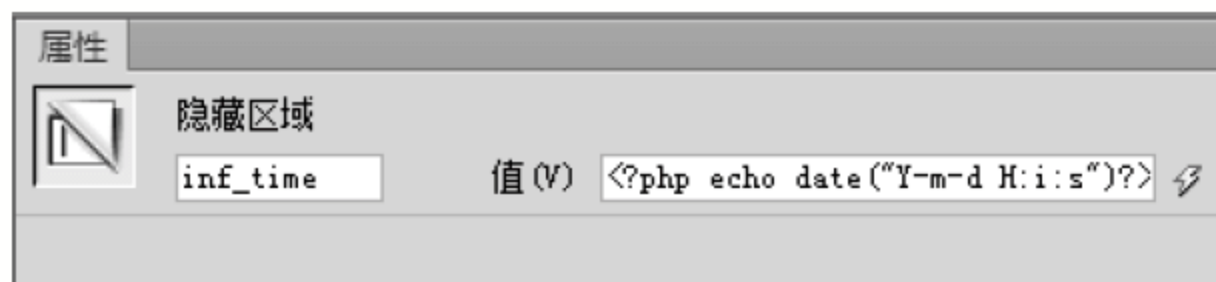 属性
隐藏区域
inf_time 值(V) <?php echo date("Y-m-d H:i:s")?>